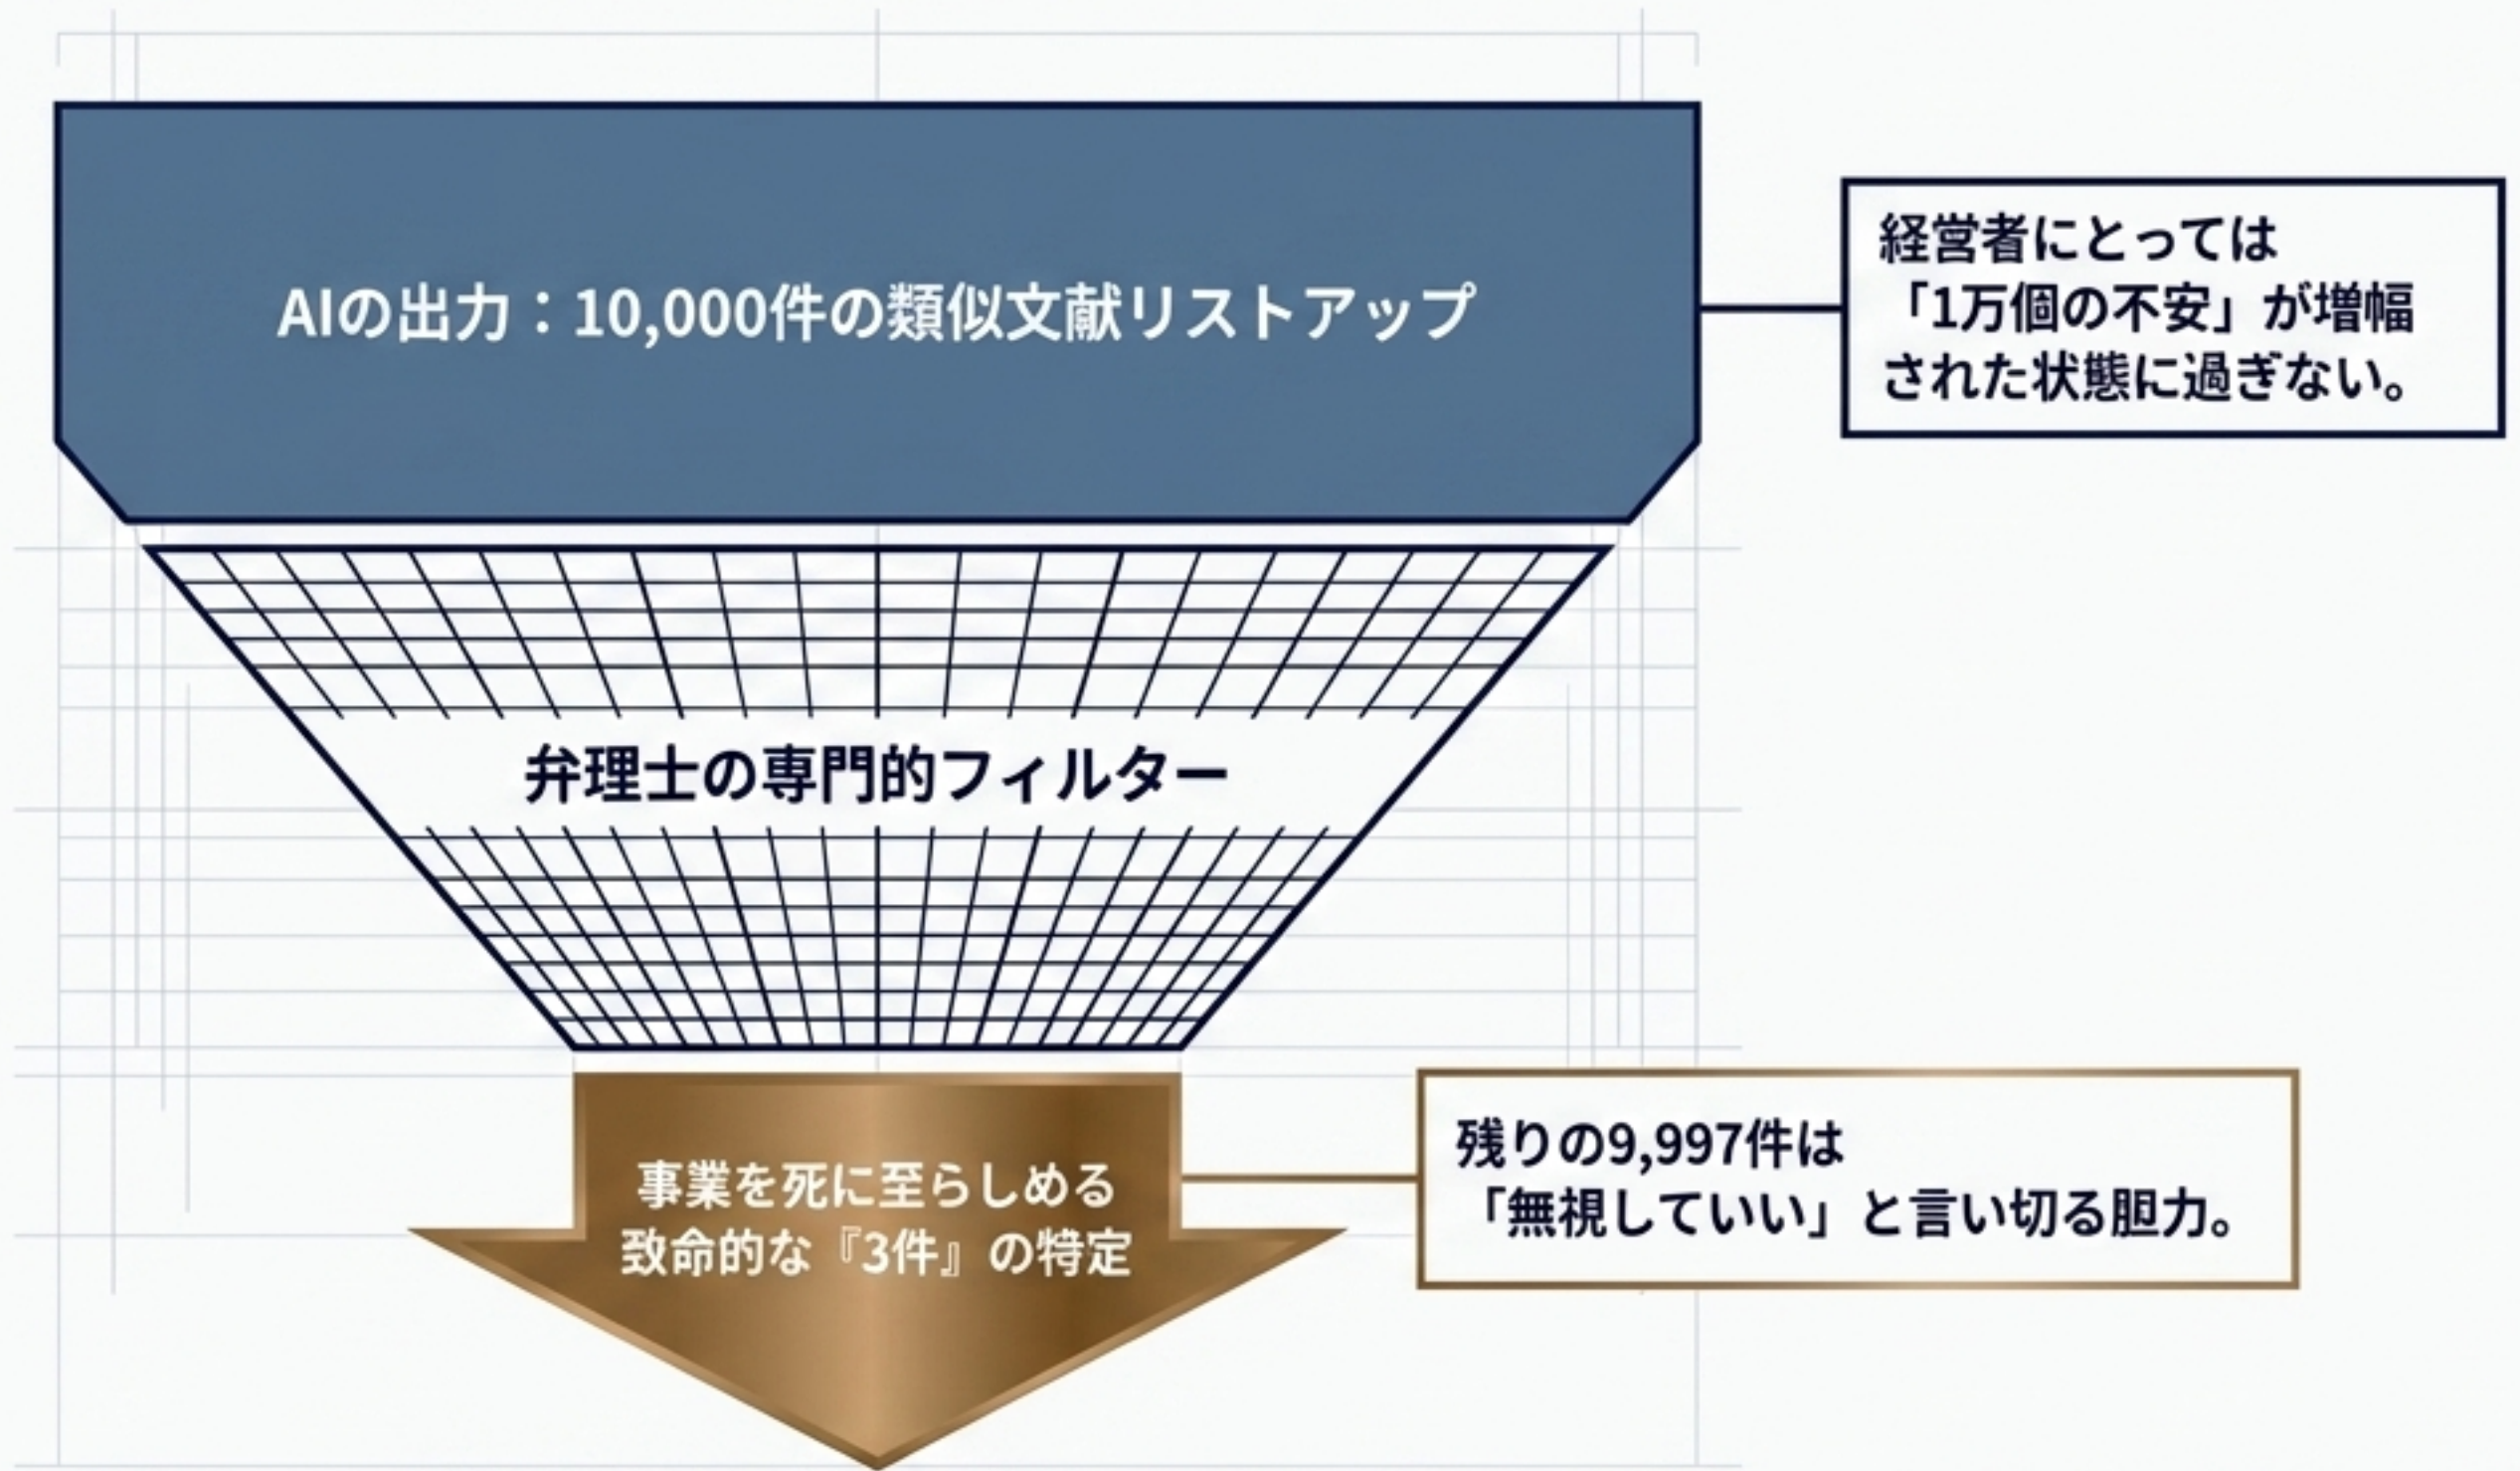 AIの出力：10,000件の類似文献リストアップ
経営者にとっては
「1万個の不安」が増幅
された状態に過ぎない。
弁理士の専門的フィルター
事業を死に至らしめる
致命的な『3件』の特定
残りの9,997件は
「無視していい」と言い切る胆力。